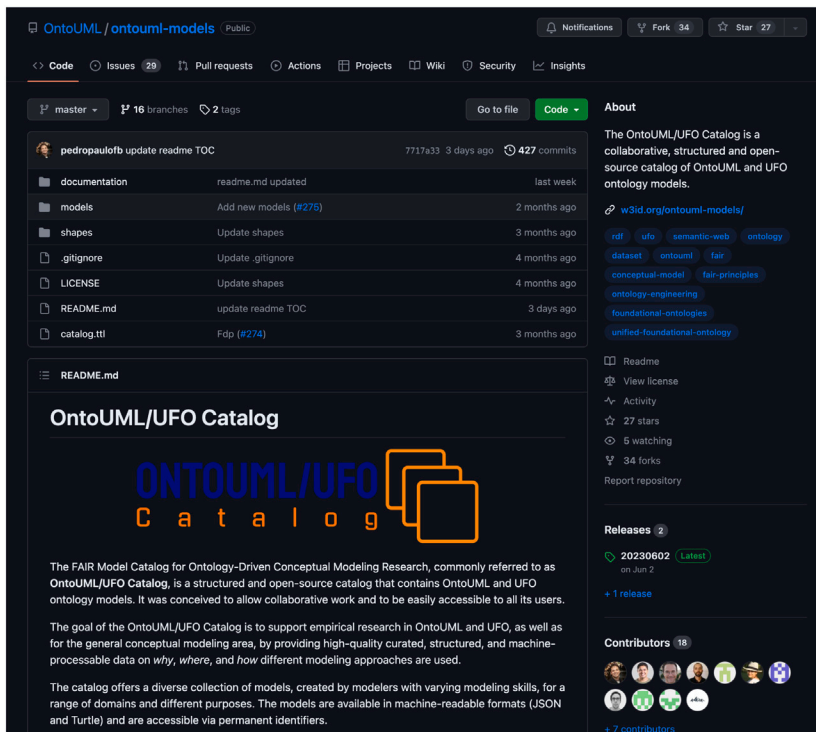 OntoUML / ontouml-models Public
Notifications Fork 34 Star 27
Code Issues 29 Pull requests Actions Projects Wiki Security Insights
master 16 branches 2 tags Go to file Code
pedropaulofb update readme TOC 7717a33 3 days ago 427 commits
documentation readme.md updated last week
models Add new models (#275) 2 months ago
shapes Update shapes 3 months ago
.gitignore Update .gitignore 4 months ago
LICENSE Update shapes 4 months ago
README.md update readme TOC 3 days ago
catalog.ttl Fdp (#274) 3 months ago
README.md
OntoUML/UFO Catalog
ONTOUML/UFO
Catalog
The FAIR Model Catalog for Ontology-Driven Conceptual Modeling Research, commonly referred to as
OntoUML/UFO Catalog, is a structured and open-source catalog that contains OntoUML and UFO
ontology models. It was conceived to allow collaborative work and to be easily accessible to all its users.
The goal of the OntoUML/UFO Catalog is to support empirical research in OntoUML and UFO, as well as
for the general conceptual modeling area, by providing high-quality curated, structured, and machine-
processable data on why, where, and how different modeling approaches are used.
The catalog offers a diverse collection of models, created by modelers with varying modeling skills, for a
range of domains and different purposes. The models are available in machine-readable formats (JSON
and Turtle) and are accessible via permanent identifiers.
About
The OntoUML/UFO Catalog is a
collaborative, structured and open-
source catalog of OntoUML and UFO
ontology models.
w3id.org/ontouml-models/
rdf ufo semantic-web ontology
dataset ontouml fair
conceptual-model fair-principles
ontology-engineering
foundational-ontologies
unified-foundational-ontology
Readme
View license
Activity
27 stars
5 watching
34 forks
Report repository
Releases 2
20230602 Latest
on Jun 2
+ 1 release
Contributors 18
+ 7 contributors